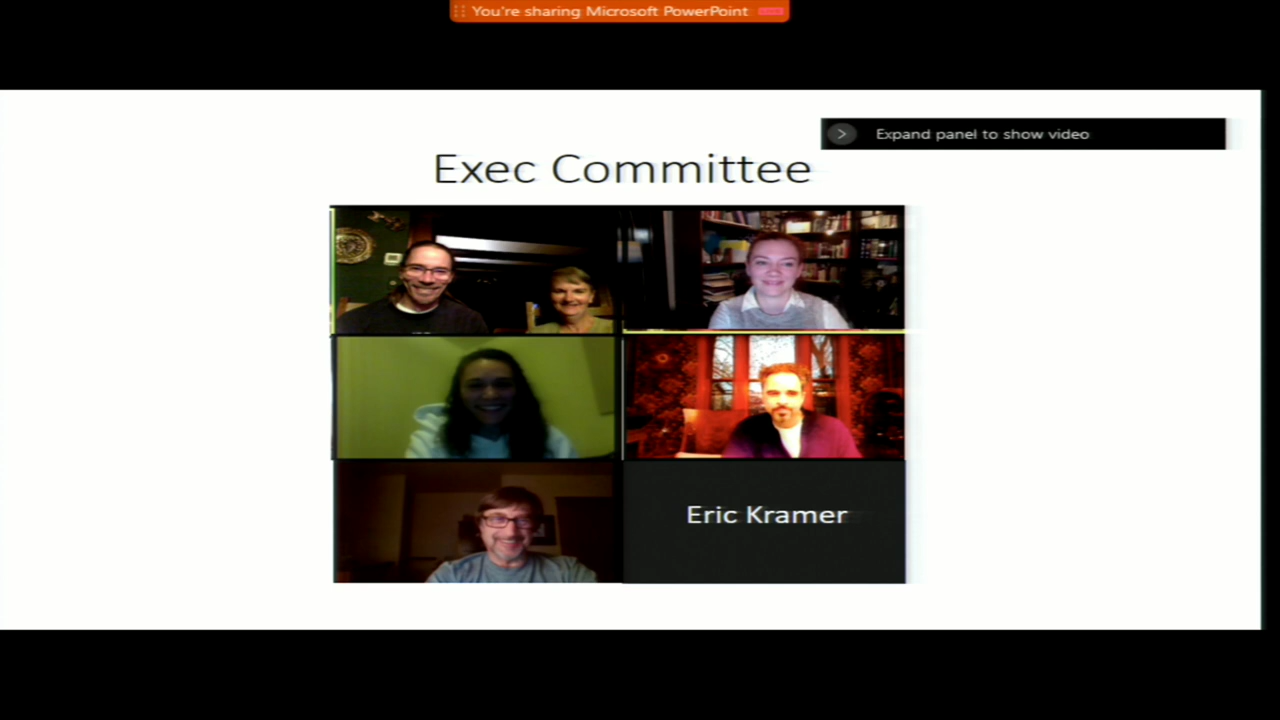 You're sharing Microsoft PowerPoint
Expand panel to show video
Exec Committee
Eric Kramer